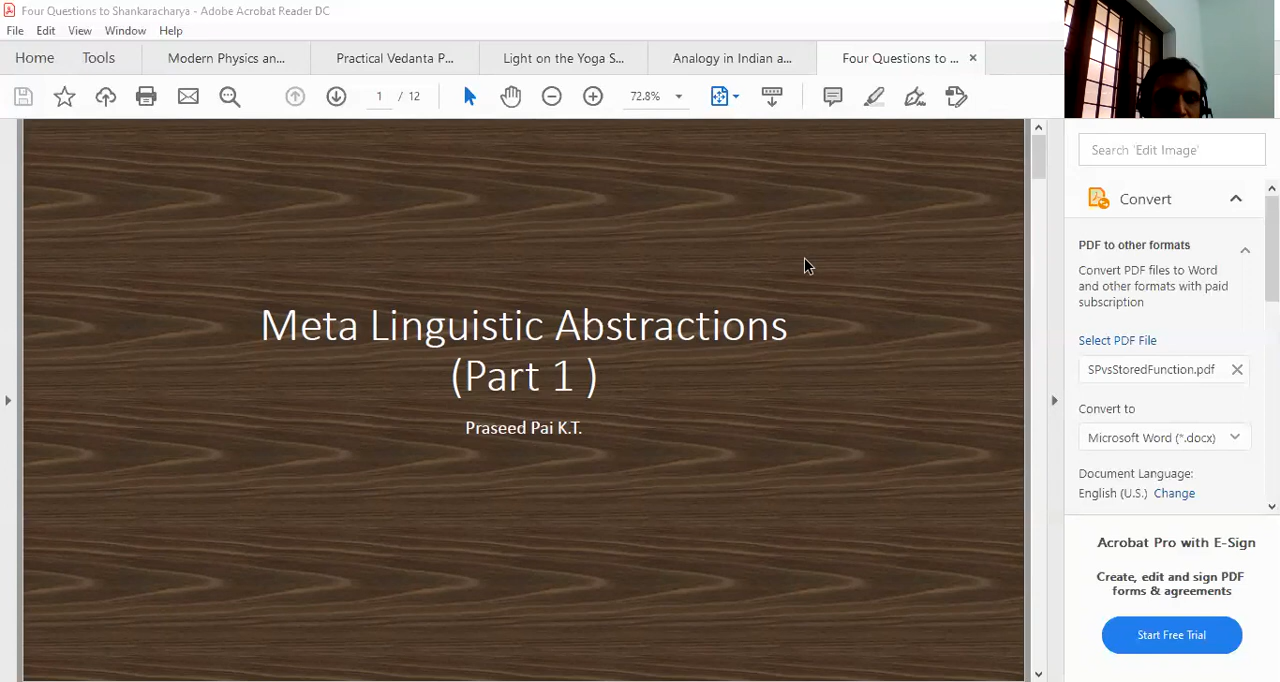 Four Questions to Shankaracharya - Adobe Acrobat Reader DC
File Edit View Window Help
Home Tools Modern Physics an... Practical Vedanta P... Light on the Yoga S... Analogy in Indian a... Four Questions to ... ×
1 / 12 72.8%
Meta Linguistic Abstractions
(Part 1 )
Praseed Pai K.T.
Search 'Edit Image'
Convert
PDF to other formats
Convert PDF files to Word
and other formats with paid
subscription
Select PDF File
SPvsStoredFunction.pdf
Convert to
Microsoft Word (*.docx)
Document Language:
English (U.S.) Change
Acrobat Pro with E-Sign
Create, edit and sign PDF
forms & agreements
Start Free Trial